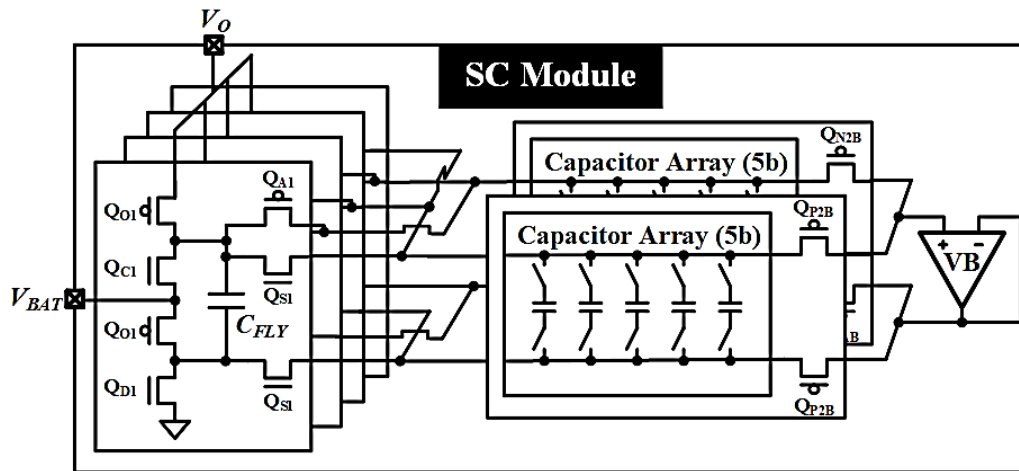 V_O
SC Module
Q_N2B
Capacitor Array (5b)
Q_A1
Q_O1
Q_P2B
Capacitor Array (5b)
Q_C1
Q_S1
+ −
VB
V_BAT
C_FLY
Q_O1
Q_D1
Q_S1
Q_P2B